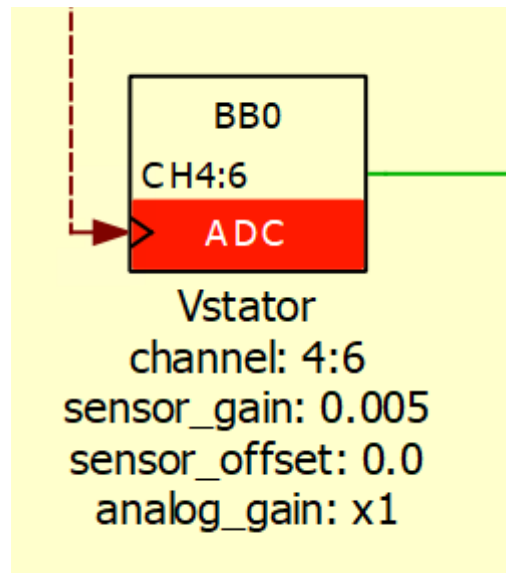 BB0
CH4:6
ADC
Vstator
channel: 4:6
sensor_gain: 0.005
sensor_offset: 0.0
analog_gain: x1